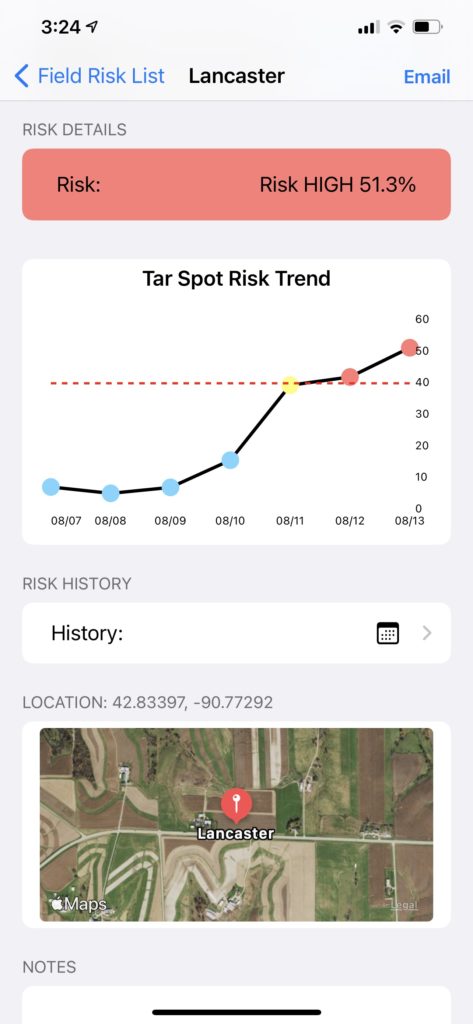 3:24
Field Risk List Lancaster Email
RISK DETAILS
Risk: Risk HIGH 51.3%
Tar Spot Risk Trend
60
50
40
30
20
10
0
08/07 08/08 08/09 08/10 08/11 08/12 08/13
RISK HISTORY
History:
LOCATION: 42.83397, -90.77292
Lancaster
Maps Legal
NOTES